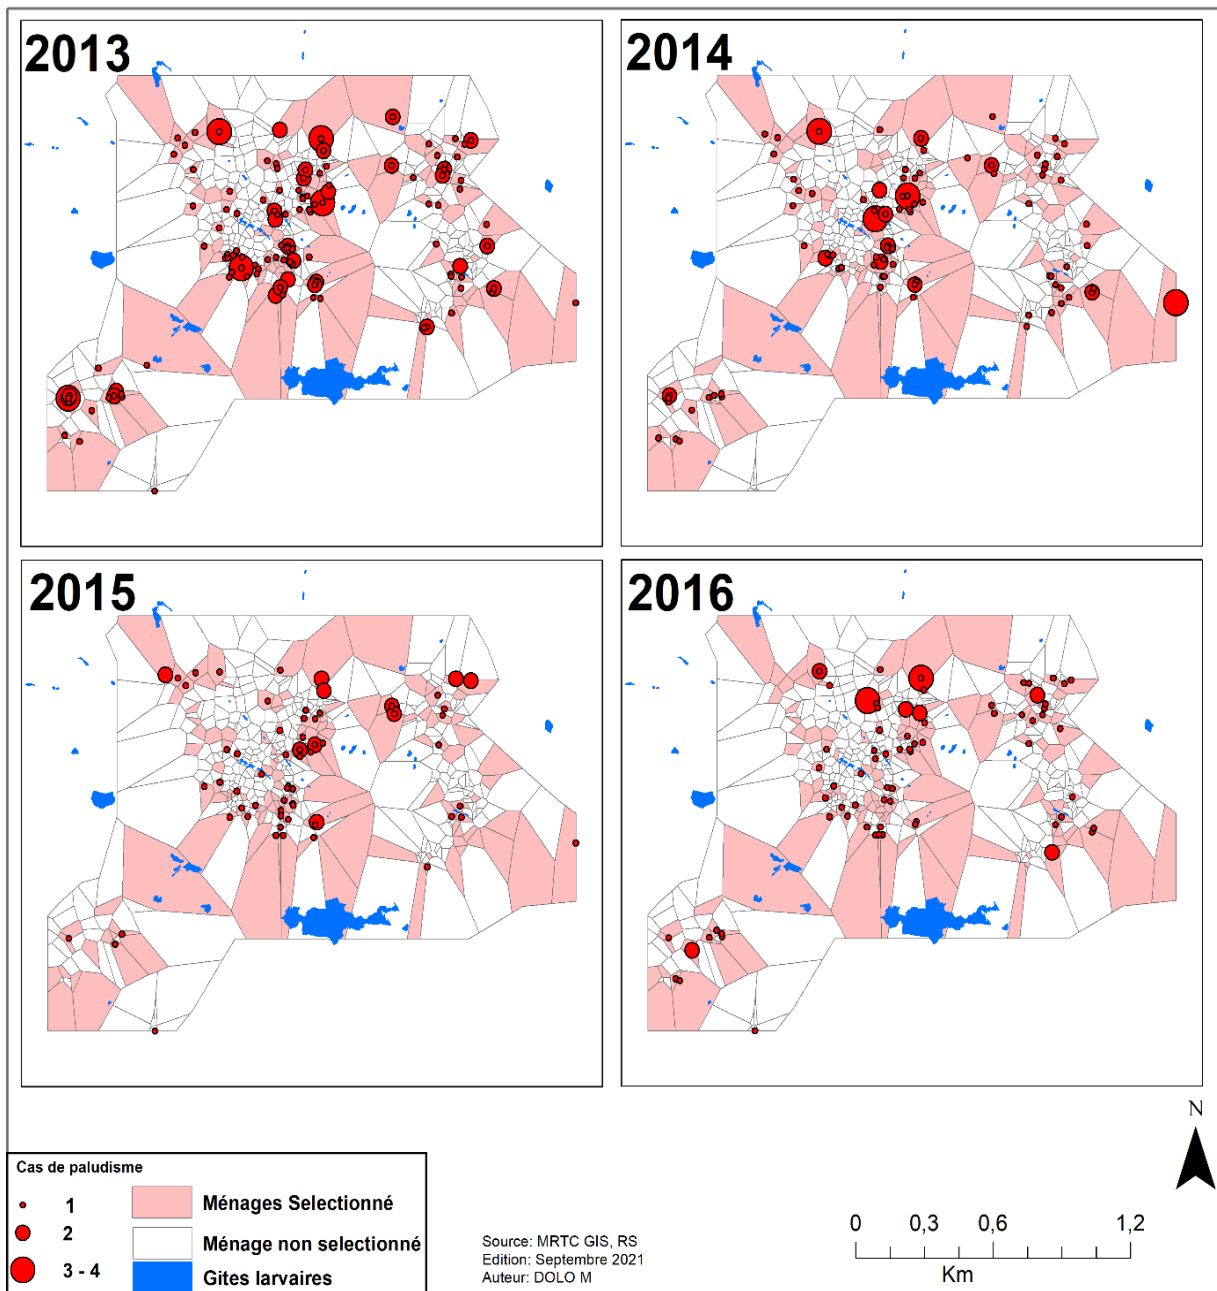 2013
2014
2015
2016
N
Cas de paludisme
1
2
3 - 4
Ménages Selectionné
Ménage non selectionné
Gites larvaires
Source: MRTC GIS, RS
Edition: Septembre 2021
Auteur: DOLO M
0 0,3 0,6 1,2
Km